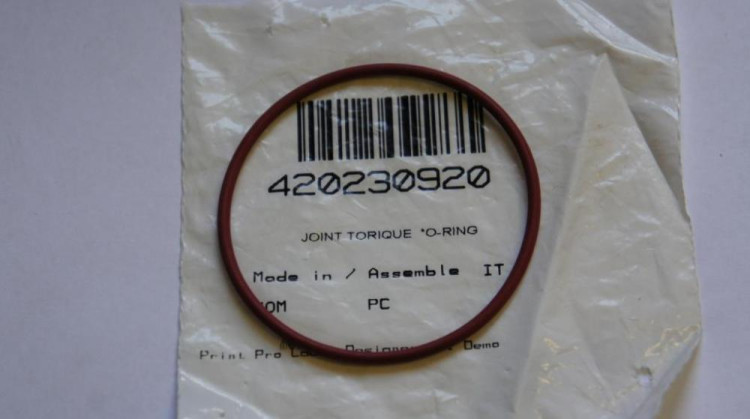 420230920
JOINT TORIQUE *O-RING
Made in / Assemble IT
PC
Print Pro Demo